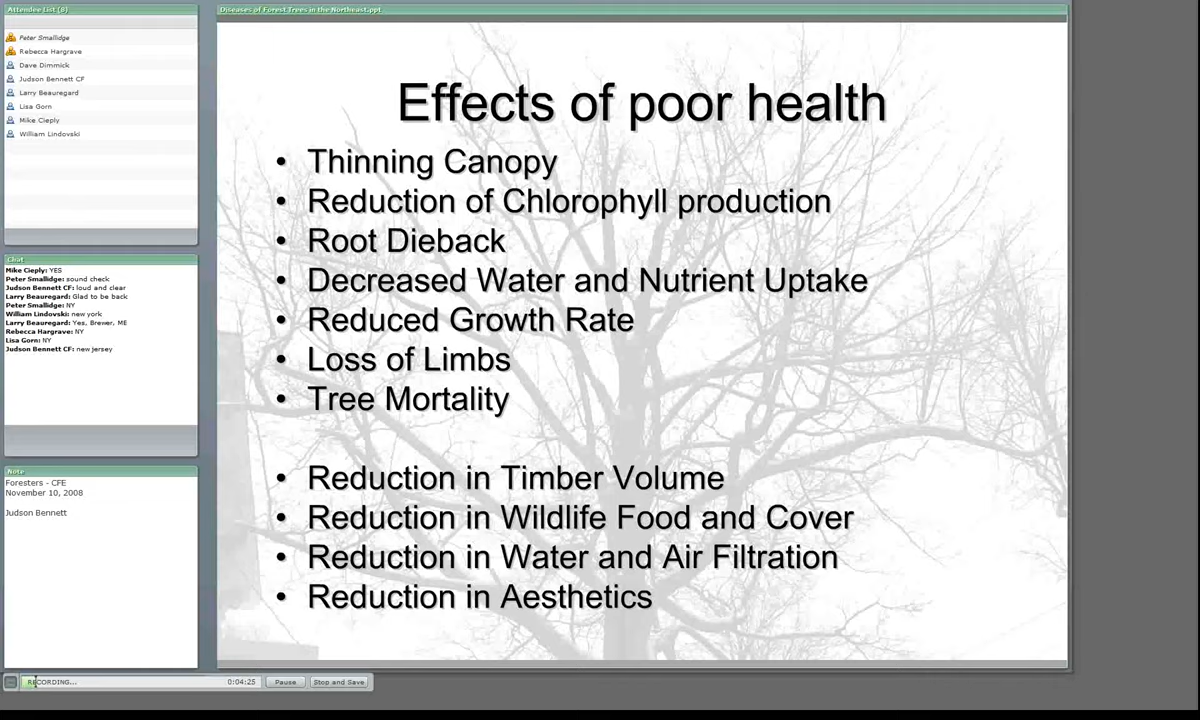 Attendee List (8)
Peter Smallidge
Rebecca Hargrave
Dave Dimmick
Judson Bennett CF
Larry Beauregard
Lisa Gorn
Mike Cieply
William Lindovski
Chat
Mike Cieply: YES
Peter Smallidge: sound check
Judson Bennett CF: loud and clear
Larry Beauregard: Glad to be back
Peter Smallidge: NY
William Lindovski: new york
Larry Beauregard: Yes, Brewer, ME
Rebecca Hargrave: NY
Lisa Gorn: NY
Judson Bennett CF: new jersey
Note
Foresters - CFE
November 10, 2008
Judson Bennett
Diseases of Forest Trees in the Northeast.ppt
Effects of poor health
• Thinning Canopy
• Reduction of Chlorophyll production
• Root Dieback
• Decreased Water and Nutrient Uptake
• Reduced Growth Rate
• Loss of Limbs
• Tree Mortality
• Reduction in Timber Volume
• Reduction in Wildlife Food and Cover
• Reduction in Water and Air Filtration
• Reduction in Aesthetics
RECORDING... 0:04:25 Pause Stop and Save